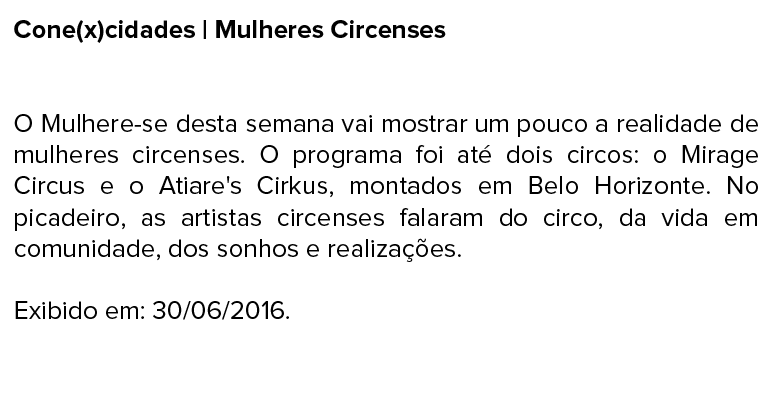 Cone(x)cidades | Mulheres Circenses
O Mulhere-se desta semana vai mostrar um pouco a realidade de
mulheres circenses. O programa foi até dois circos: o Mirage
Circus e o Atiare's Cirkus, montados em Belo Horizonte. No
picadeiro, as artistas circenses falaram do circo, da vida em
comunidade, dos sonhos e realizações.
Exibido em: 30/06/2016.